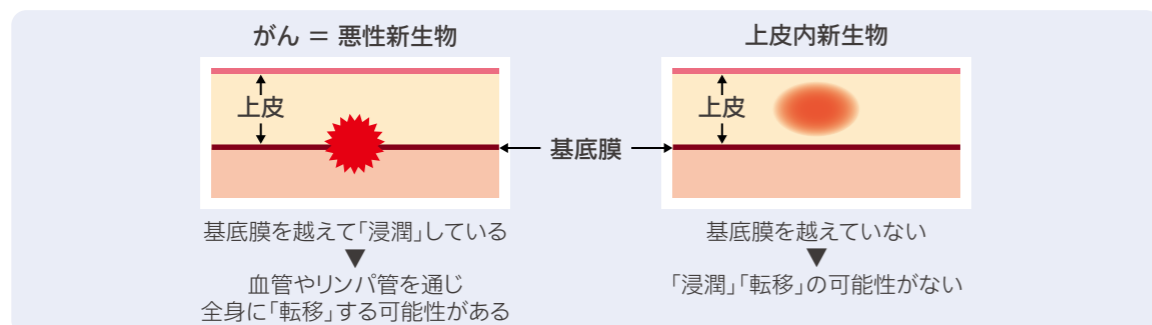 がん = 悪性新生物
上皮
基底膜を越えて「浸潤」している
▼
血管やリンパ管を通じ
全身に「転移」する可能性がある
基底膜
上皮内新生物
上皮
基底膜を越えていない
▼
「浸潤」「転移」の可能性がない